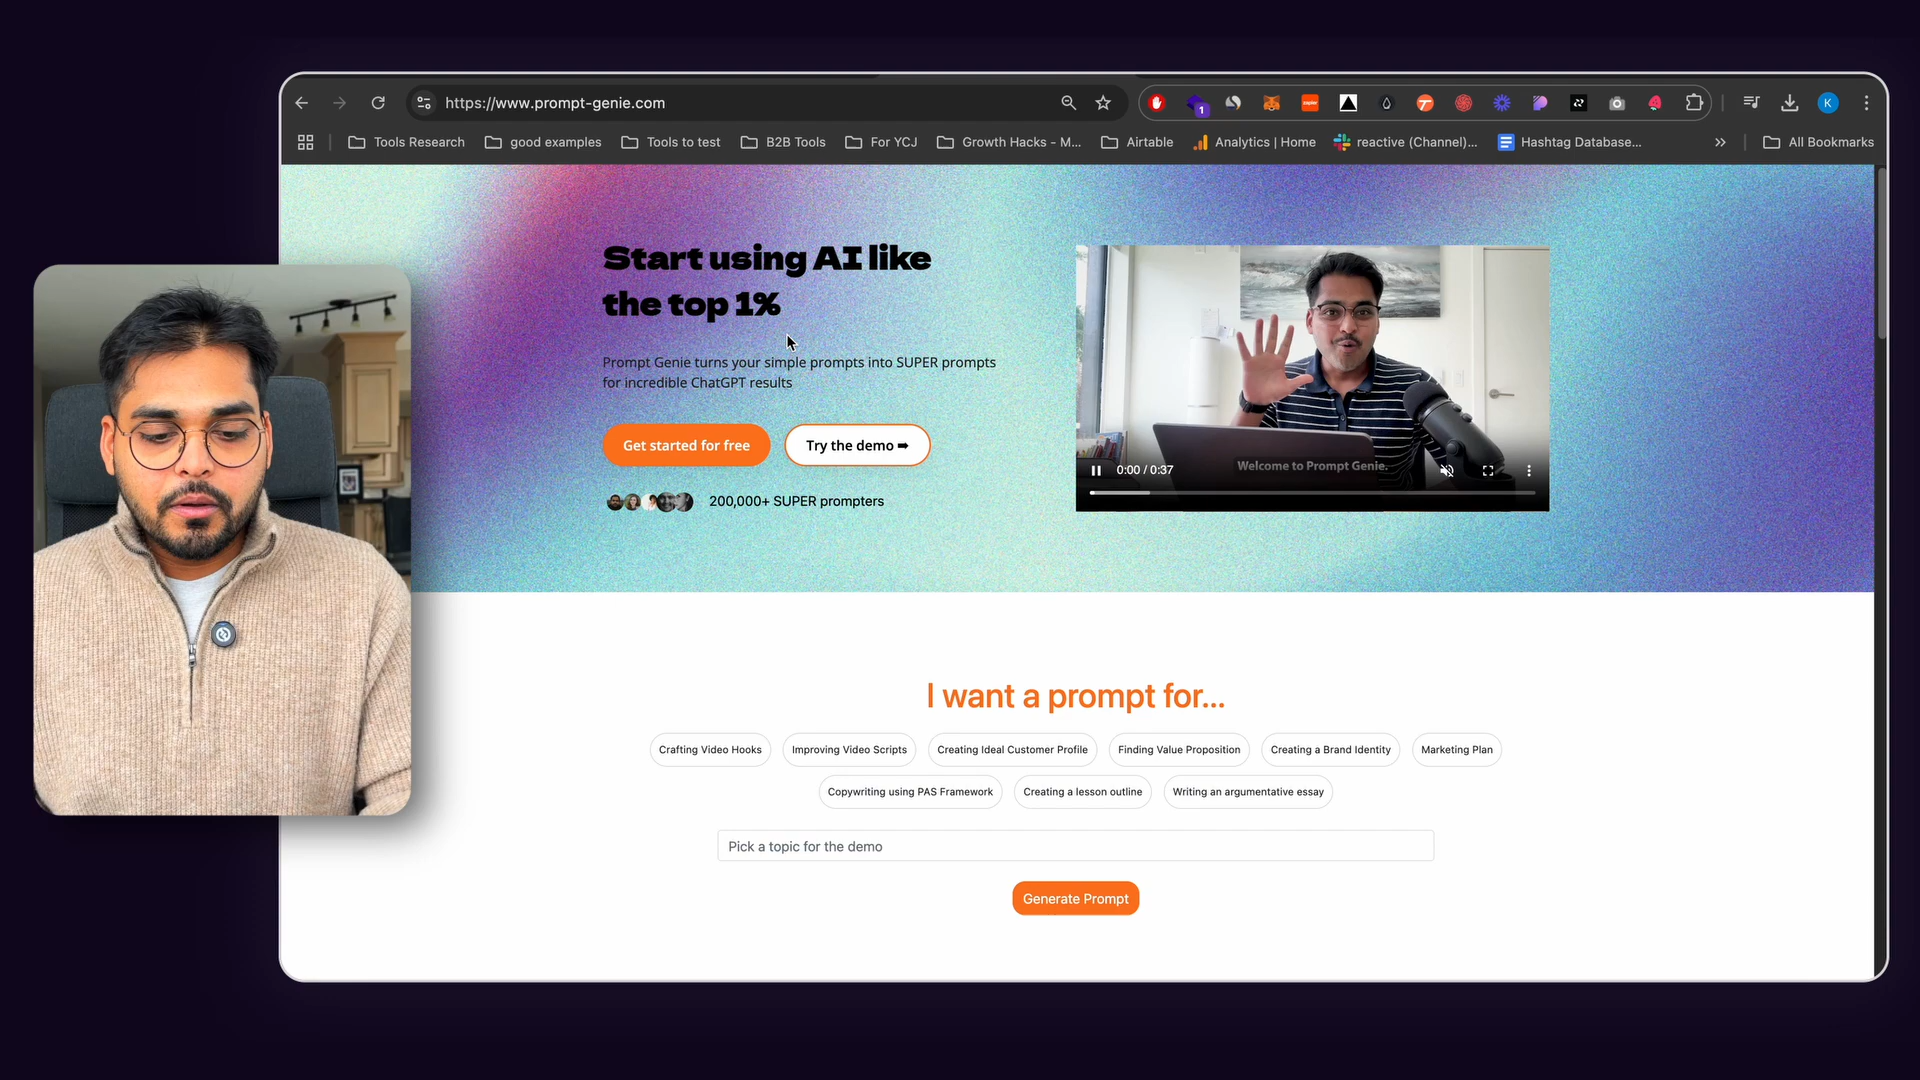 https://www.prompt-genie.com
1
K
Tools Research
good examples
Tools to test
B2B Tools
For YCJ
Growth Hacks - M...
Airtable
Analytics | Home
reactive (Channel)...
Hashtag Database...
All Bookmarks
Start using AI like
the top 1%
Prompt Genie turns your simple prompts into SUPER prompts
for incredible ChatGPT results
Get started for free
Try the demo ➡
200,000+ SUPER prompters
Welcome to Prompt Genie.
0:00 / 0:37
I want a prompt for...
Crafting Video Hooks
Improving Video Scripts
Creating Ideal Customer Profile
Finding Value Proposition
Creating a Brand Identity
Marketing Plan
Copywriting using PAS Framework
Creating a lesson outline
Writing an argumentative essay
Pick a topic for the demo
Generate Prompt